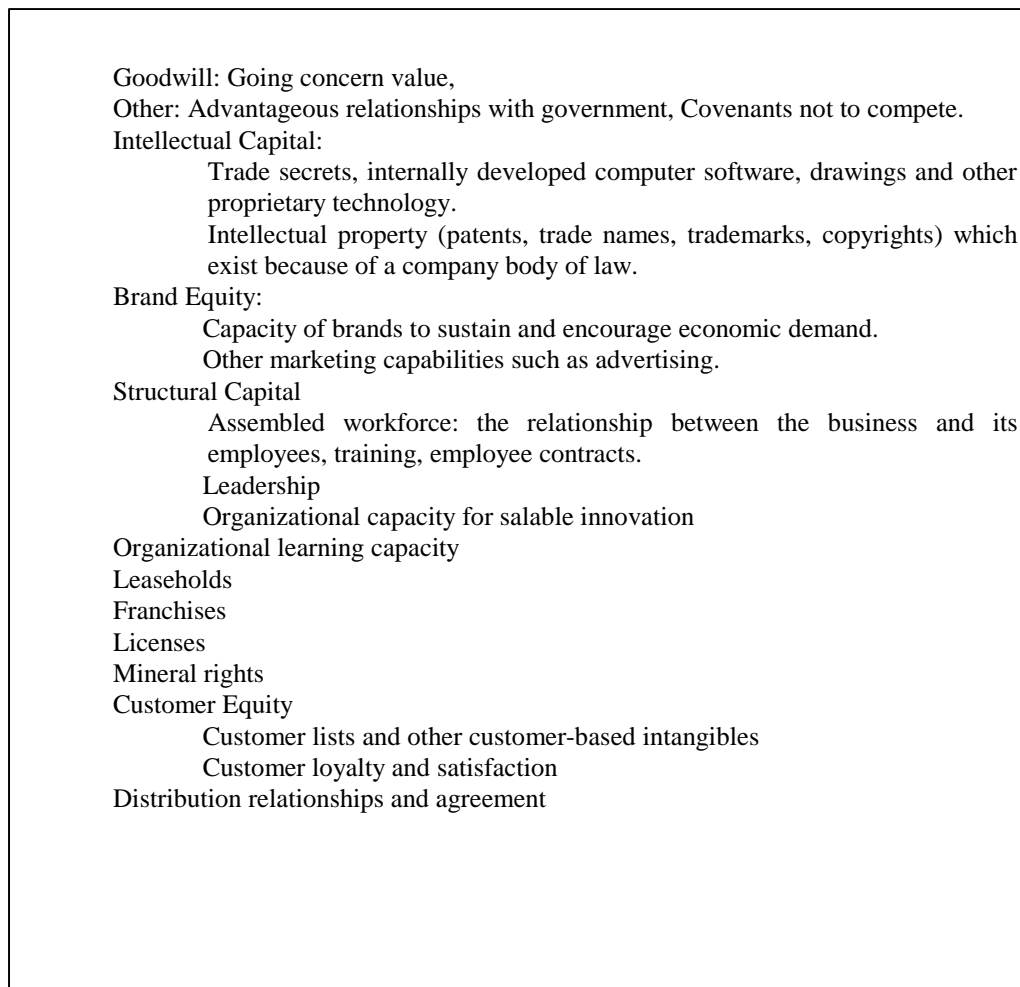 Goodwill: Going concern value,
Other: Advantageous relationships with government, Covenants not to compete.
Intellectual Capital:
Trade secrets, internally developed computer software, drawings and other
proprietary technology.
Intellectual property (patents, trade names, trademarks, copyrights) which
exist because of a company body of law.
Brand Equity:
Capacity of brands to sustain and encourage economic demand.
Other marketing capabilities such as advertising.
Structural Capital
Assembled workforce: the relationship between the business and its
employees, training, employee contracts.
Leadership
Organizational capacity for salable innovation
Organizational learning capacity
Leaseholds
Franchises
Licenses
Mineral rights
Customer Equity
Customer lists and other customer-based intangibles
Customer loyalty and satisfaction
Distribution relationships and agreement